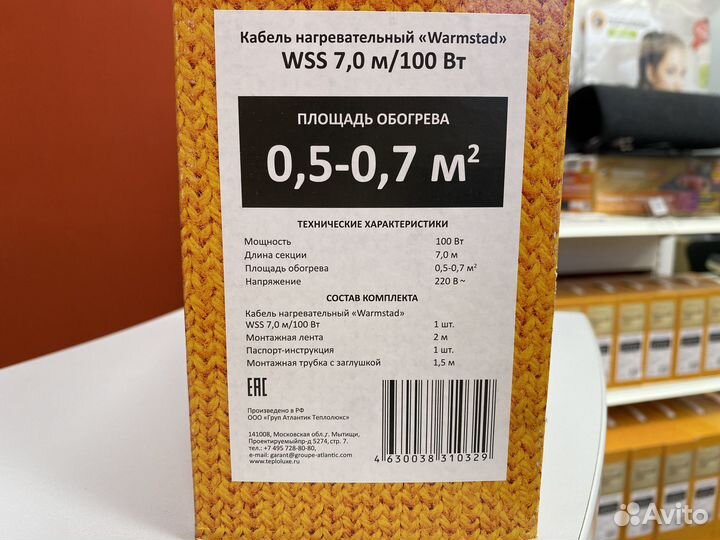 Кабель нагревательный «Warmstad»
WSS 7,0 м/100 Вт
ПЛОЩАДЬ ОБОГРЕВА
0,5-0,7 м²
ТЕХНИЧЕСКИЕ ХАРАКТЕРИСТИКИ
Мощность 100 Вт
Длина секции 7,0 м
Площадь обогрева 0,5-0,7 м²
Напряжение 220 В ~
СОСТАВ КОМПЛЕКТА
Кабель нагревательный «Warmstad»
WSS 7,0 м/100 Вт 1 шт.
Монтажная лента 2 м
Паспорт-инструкция 1 шт.
Монтажная трубка с заглушкой 1,5 м
EAC
Произведено в РФ
ООО «Груп Атлантик Теплолюкс»
141008, Московская обл./г. Мытищи,
Проектируемыйпр-д 5274, стр. 7.
тел.: +7 495 728-80-80,
e-mail: garant@groupe-atlantic.com
www.teploluxe.ru
4 630038 310329
Avito